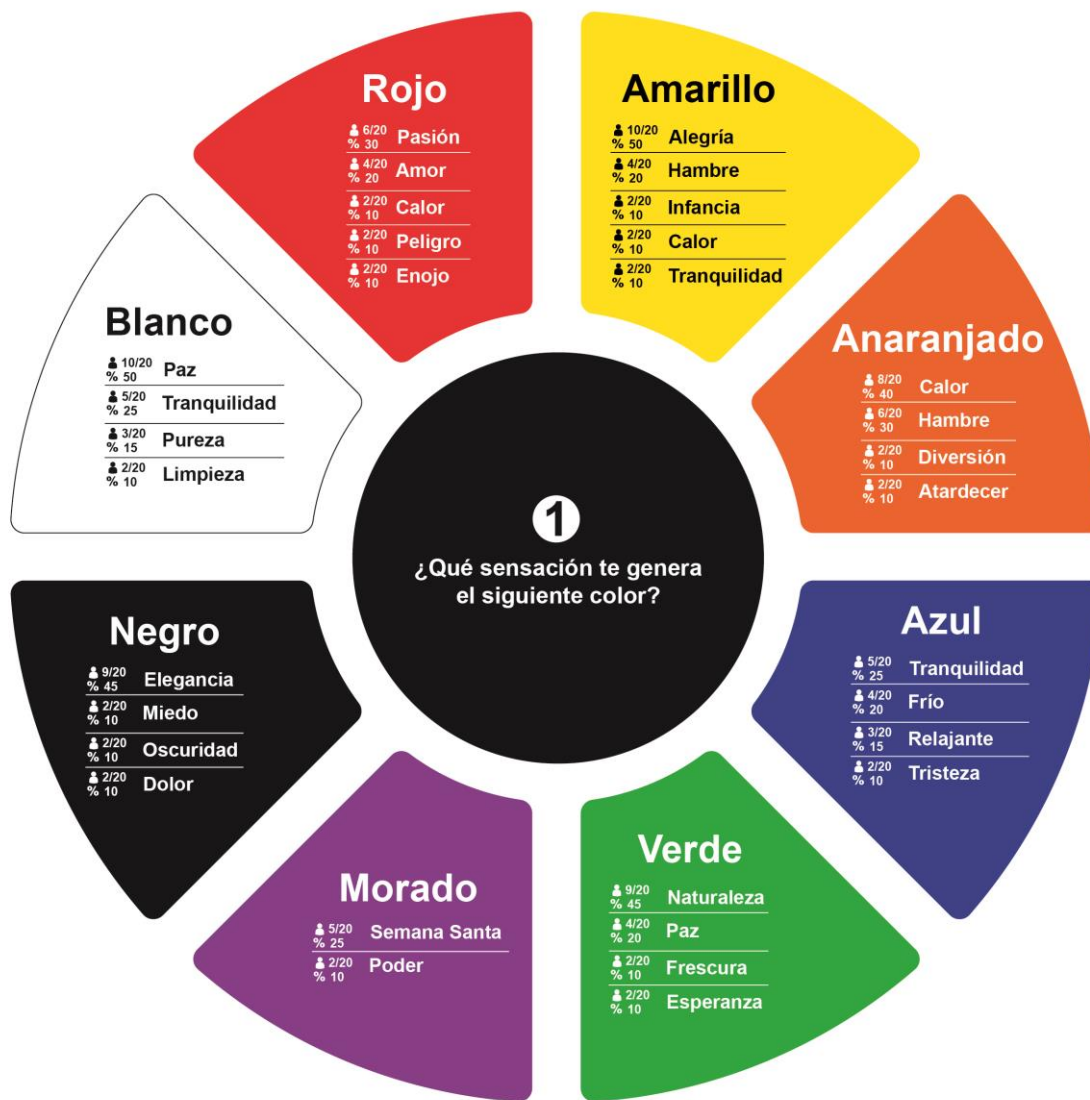 Rojo
6/20
% 30 Pasión
4/20
% 20 Amor
2/20
% 10 Calor
2/20
% 10 Peligro
2/20
% 10 Enojo
Amarillo
10/20
% 50 Alegría
4/20
% 20 Hambre
2/20
% 10 Infancia
2/20
% 10 Calor
2/20
% 10 Tranquilidad
Anaranjado
8/20
% 40 Calor
6/20
% 30 Hambre
2/20
% 10 Diversión
2/20
% 10 Atardecer
Azul
5/20
% 25 Tranquilidad
4/20
% 20 Frío
3/20
% 15 Relajante
2/20
% 10 Tristeza
Verde
9/20
% 45 Naturaleza
4/20
% 20 Paz
2/20
% 10 Frescura
2/20
% 10 Esperanza
Morado
5/20
% 25 Semana Santa
2/20
% 10 Poder
Negro
9/20
% 45 Elegancia
2/20
% 10 Miedo
2/20
% 10 Oscuridad
2/20
% 10 Dolor
Blanco
10/20
% 50 Paz
5/20
% 25 Tranquilidad
3/20
% 15 Pureza
2/20
% 10 Limpieza
1
¿Qué sensación te genera
el siguiente color?